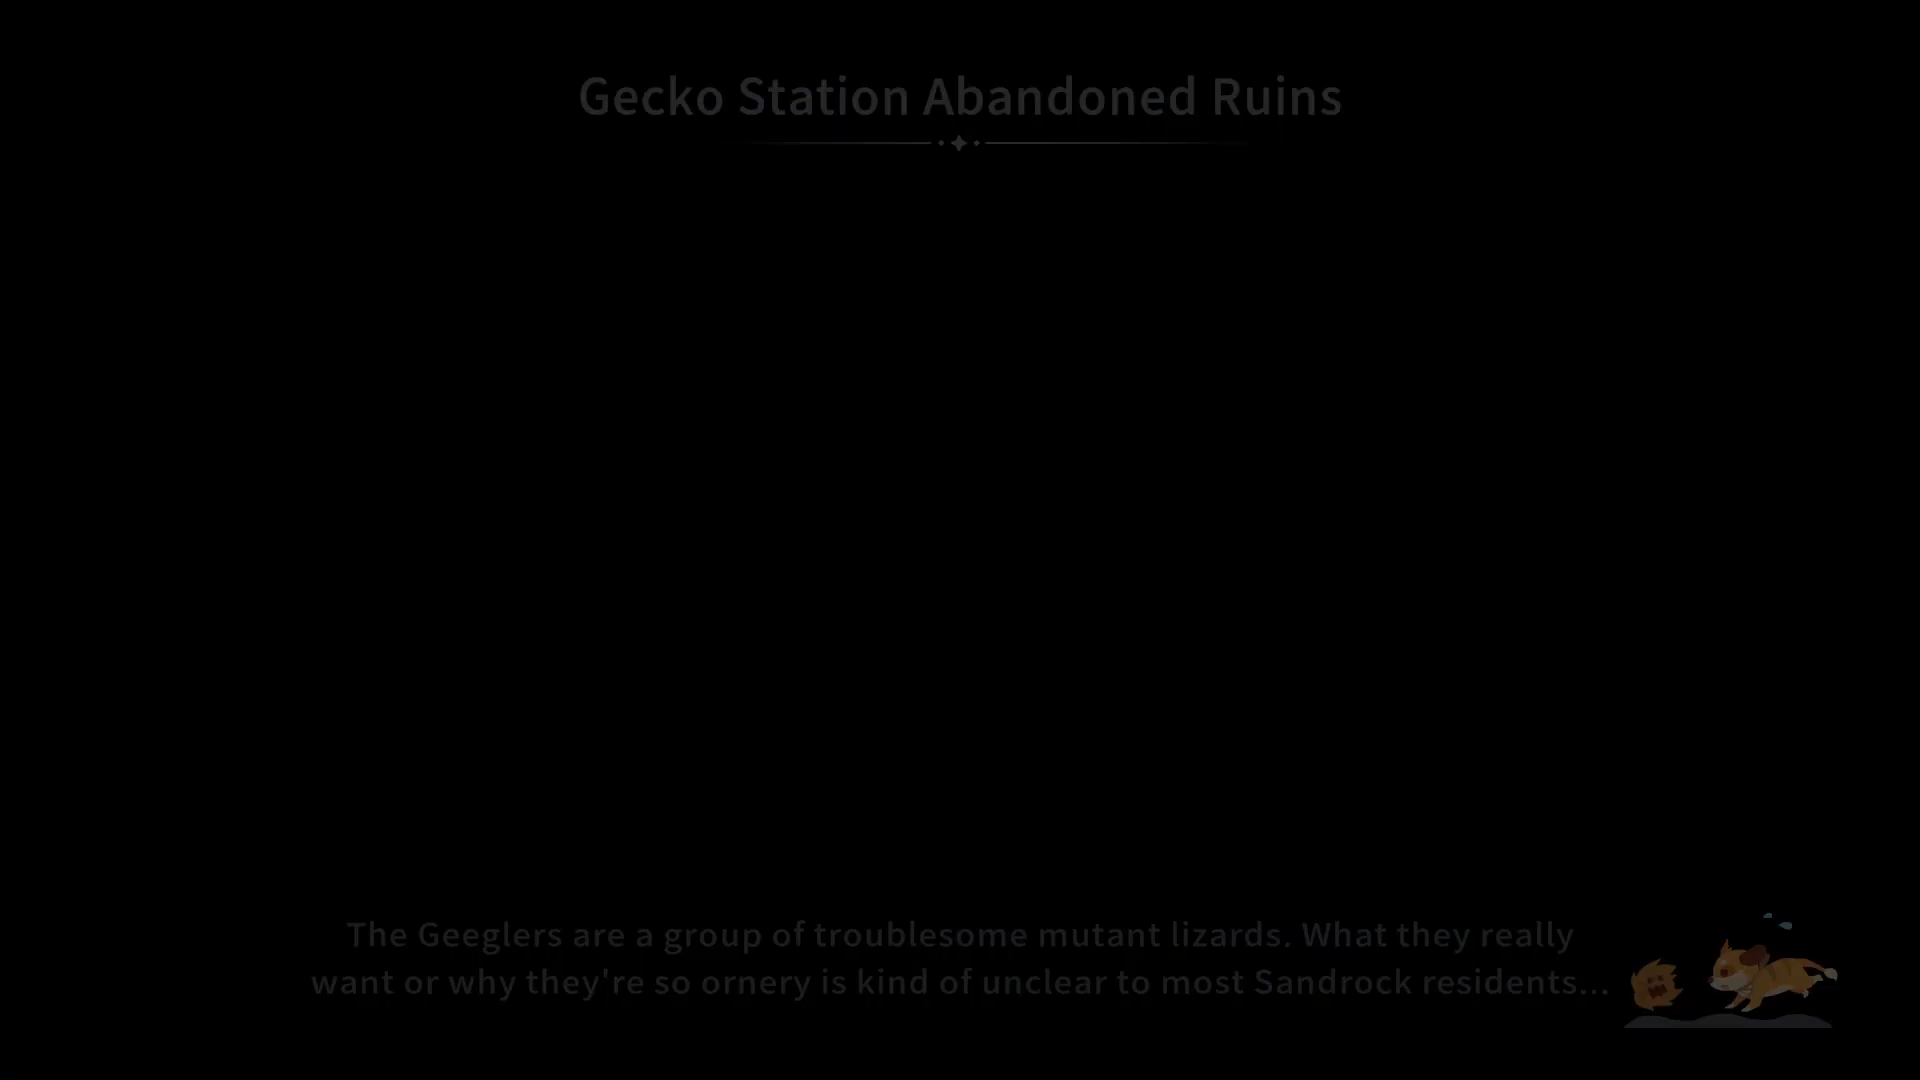 Gecko Station Abandoned Ruins
The Geeglers are a group of troublesome mutant lizards. What they really
want or why they're so ornery is kind of unclear to most Sandrock residents...